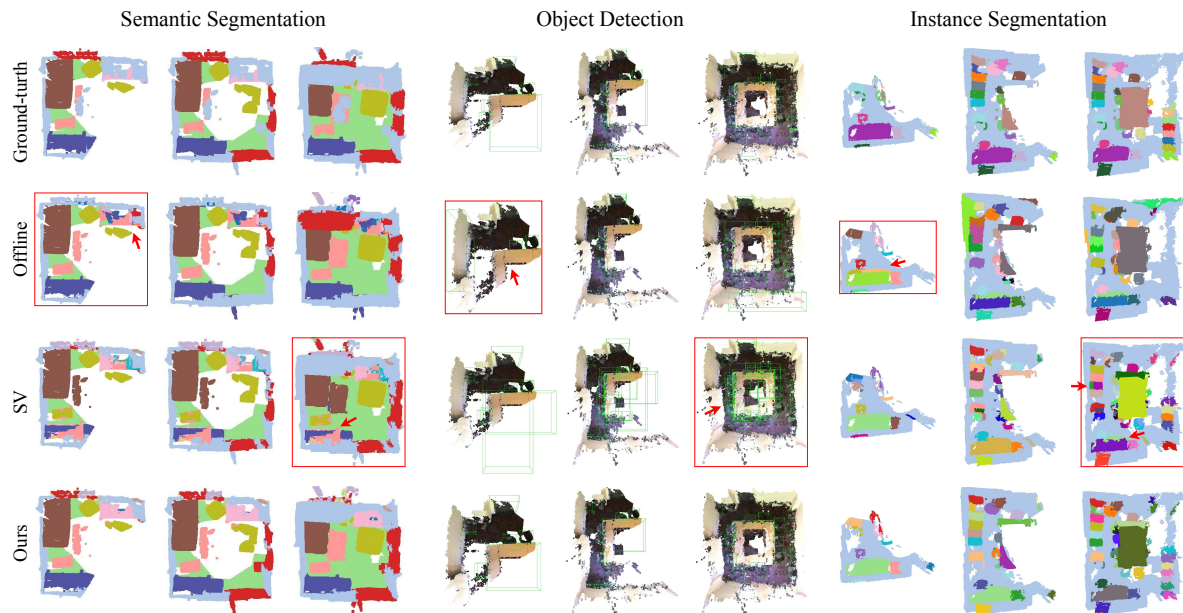 Semantic Segmentation
Object Detection
Instance Segmentation
Ground-turth
Offline
SV
Ours